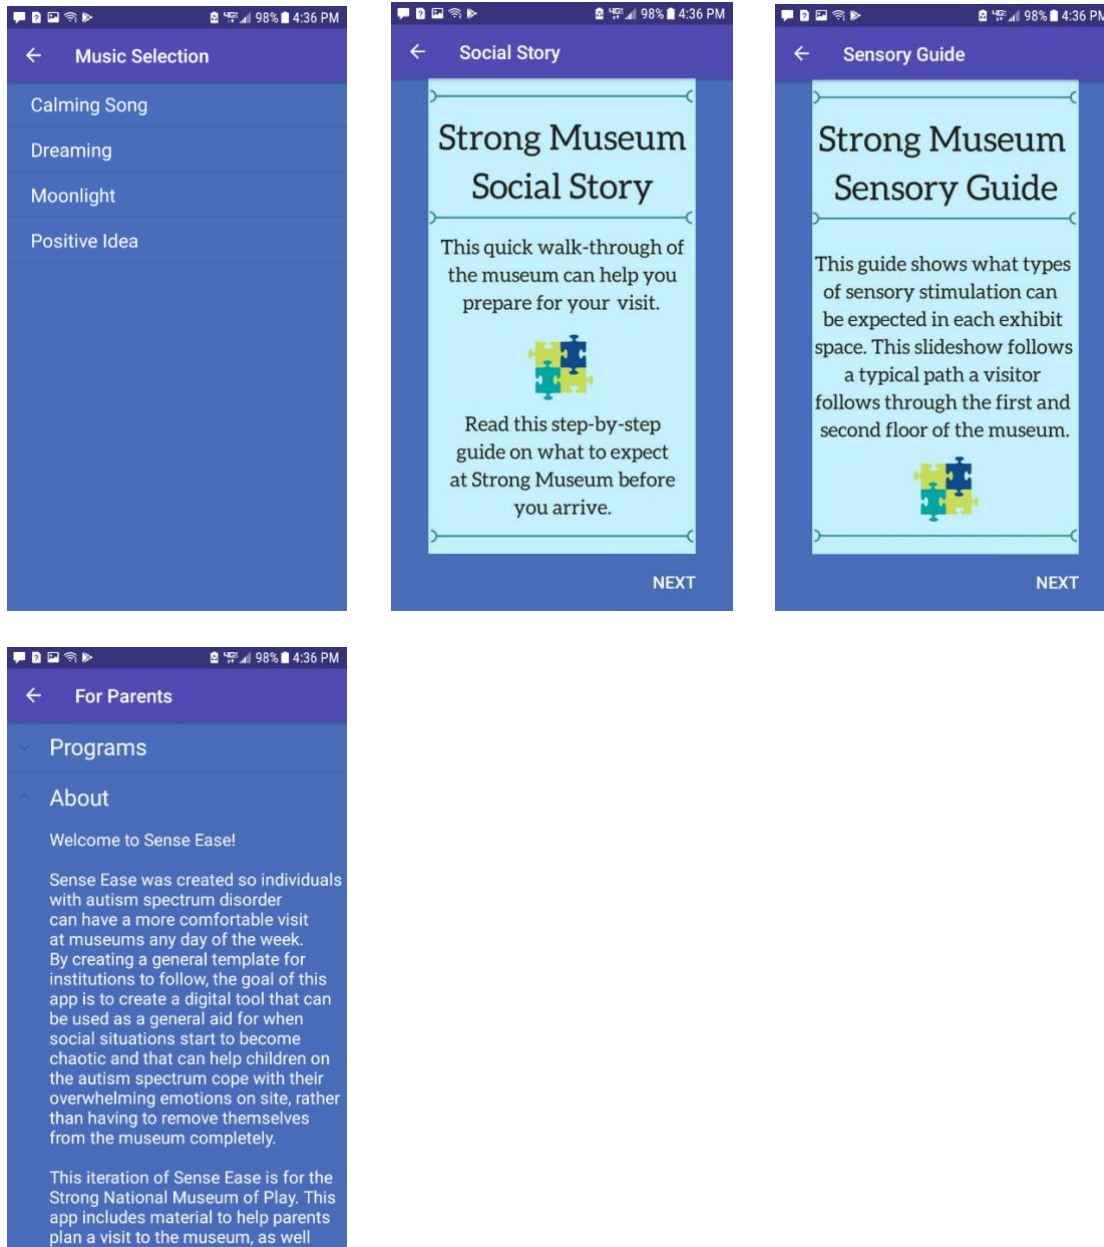 98% 4:36 PM
Music Selection
Calming Song
Dreaming
Moonlight
Positive Idea
98% 4:36 PM
Social Story
Strong Museum
Social Story
This quick walk-through of
the museum can help you
prepare for your visit.
Read this step-by-step
guide on what to expect
at Strong Museum before
you arrive.
NEXT
98% 4:36 PM
Sensory Guide
Strong Museum
Sensory Guide
This guide shows what types
of sensory stimulation can
be expected in each exhibit
space. This slideshow follows
a typical path a visitor
follows through the first and
second floor of the museum.
NEXT
98% 4:36 PM
For Parents
Programs
About
Welcome to Sense Ease!
Sense Ease was created so individuals
with autism spectrum disorder
can have a more comfortable visit
at museums any day of the week.
By creating a general template for
institutions to follow, the goal of this
app is to create a digital tool that can
be used as a general aid for when
social situations start to become
chaotic and that can help children on
the autism spectrum cope with their
overwhelming emotions on site, rather
than having to remove themselves
from the museum completely.
This iteration of Sense Ease is for the
Strong National Museum of Play. This
app includes material to help parents
plan a visit to the museum, as well